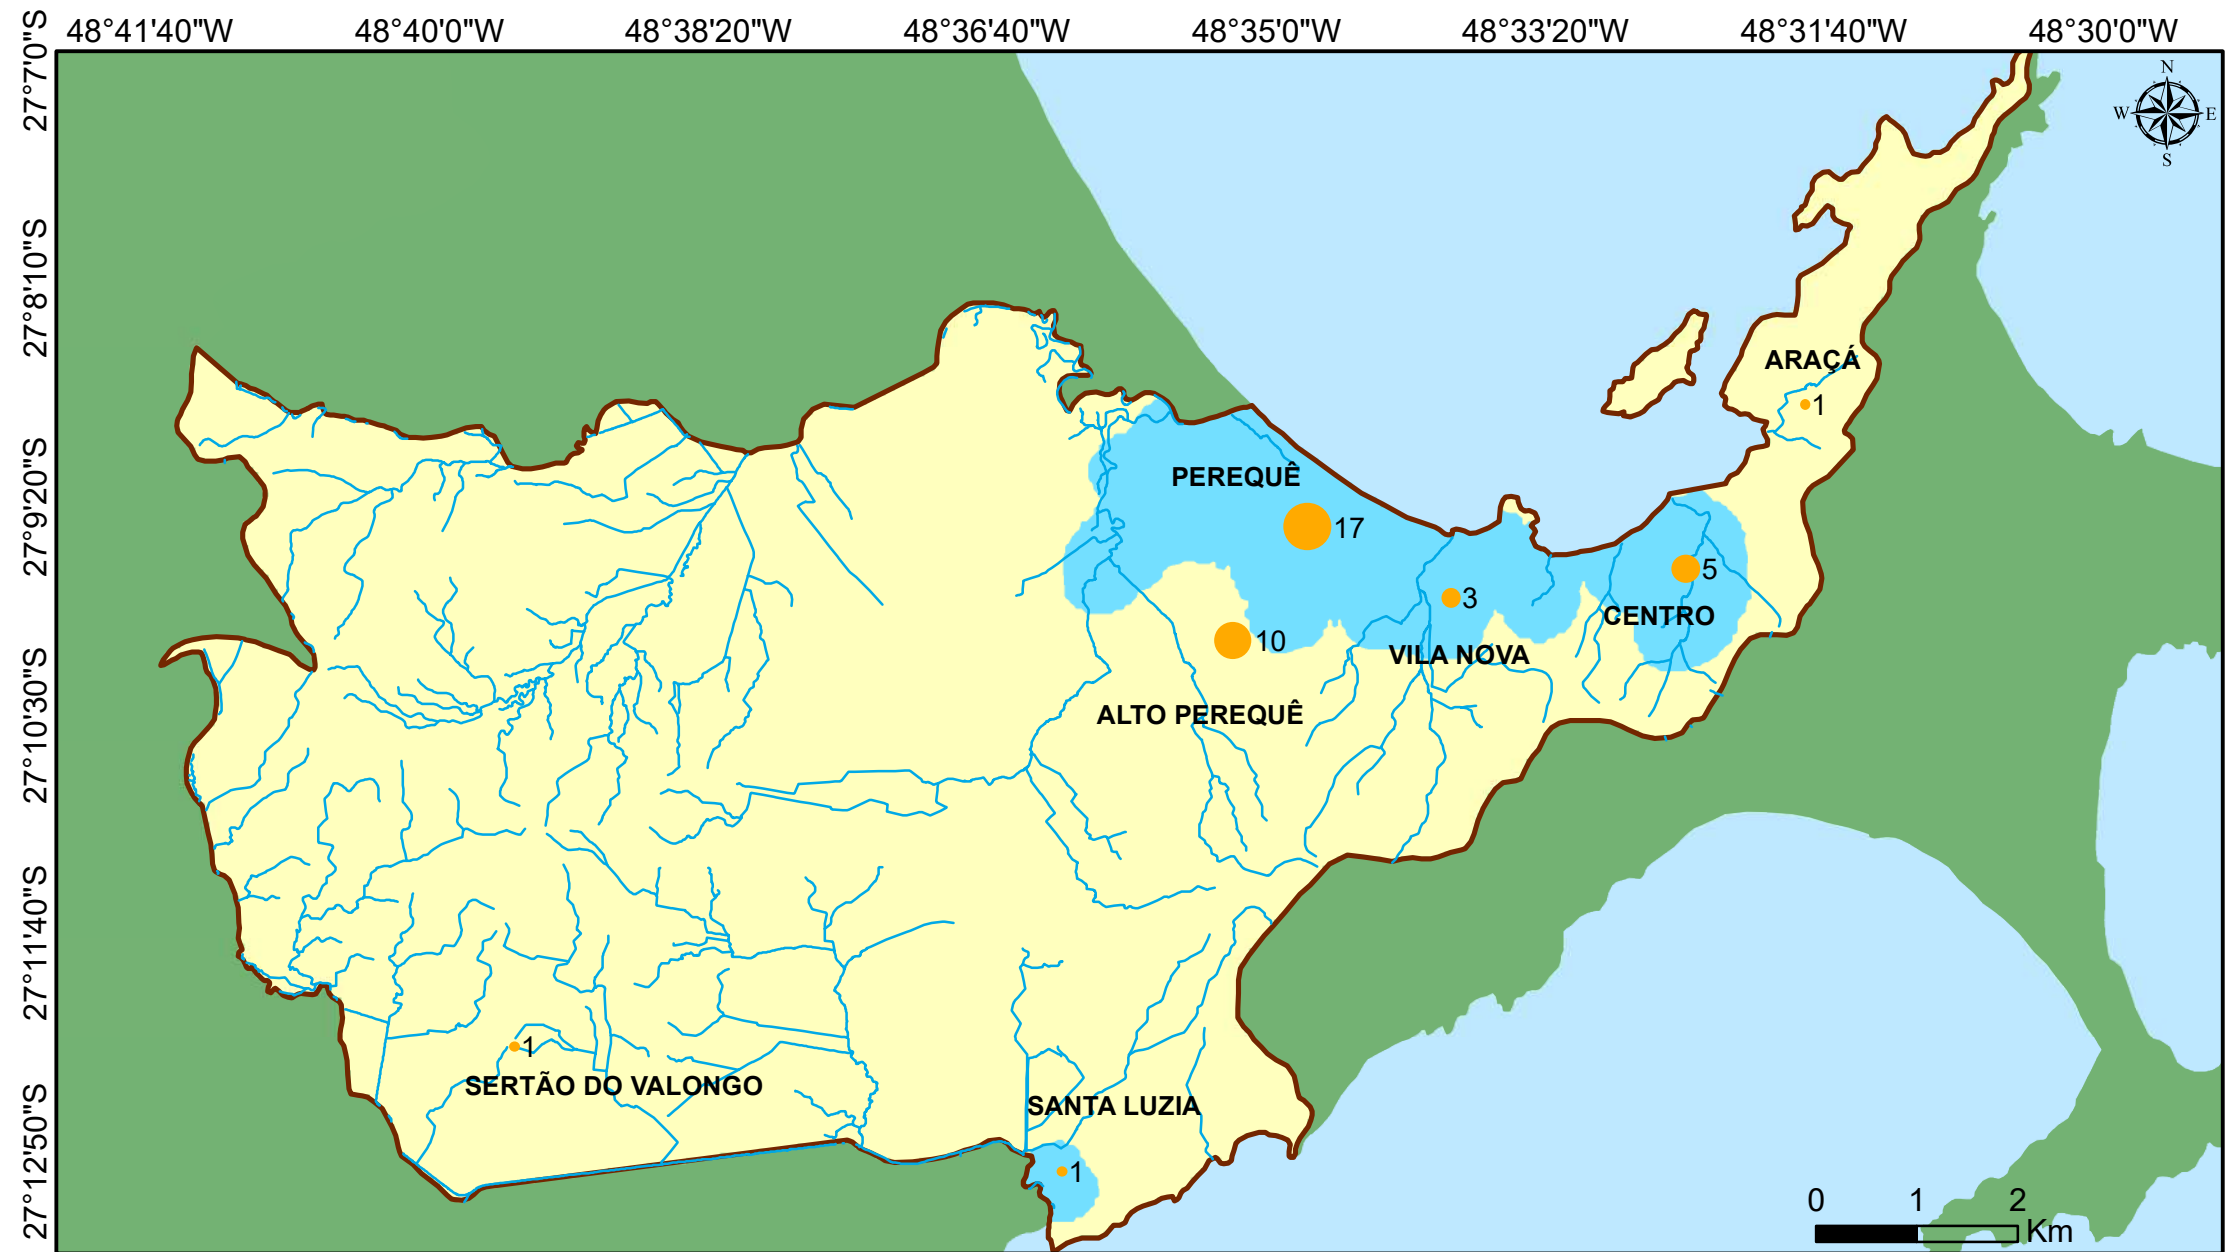 48°41'40"W 48°40'0"W 48°38'20"W 48°36'40"W 48°35'0"W 48°33'20"W 48°31'40"W 48°30'0"W
27°7'0"S
27°8'10"S
27°9'20"S
27°10'30"S
27°11'40"S
27°12'50"S
N
W E
S
ARAÇÁ
1
PEREQUÊ
17
5
3
CENTRO
10
VILA NOVA
ALTO PEREQUÊ
1
SERTÃO DO VALONGO
SANTA LUZIA
1
0 1 2
Km